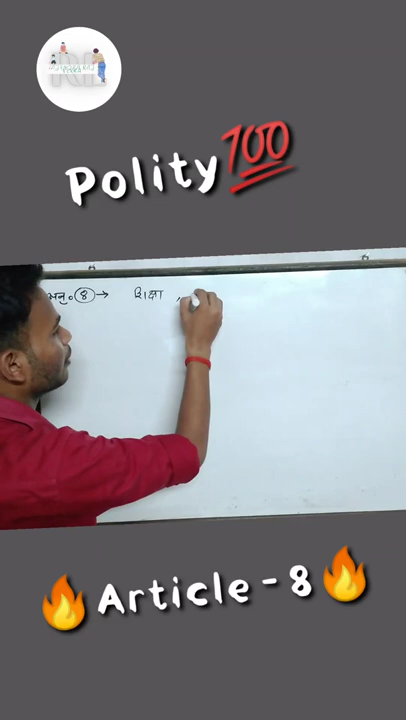 Polity💯
अनु० ⑧ → शिक्षा ,
🔥Article-8🔥